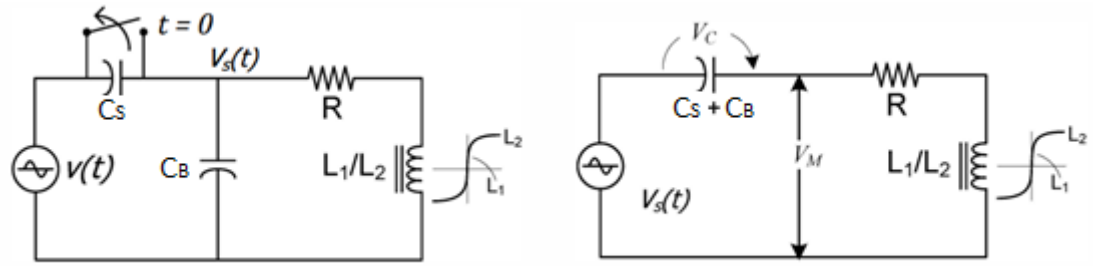 t = 0
Vs(t)
CS
R
v(t)
CB
L1/L2
L2
L1
VC
CS + CB
R
VM
Vs(t)
L1/L2
L2
L1